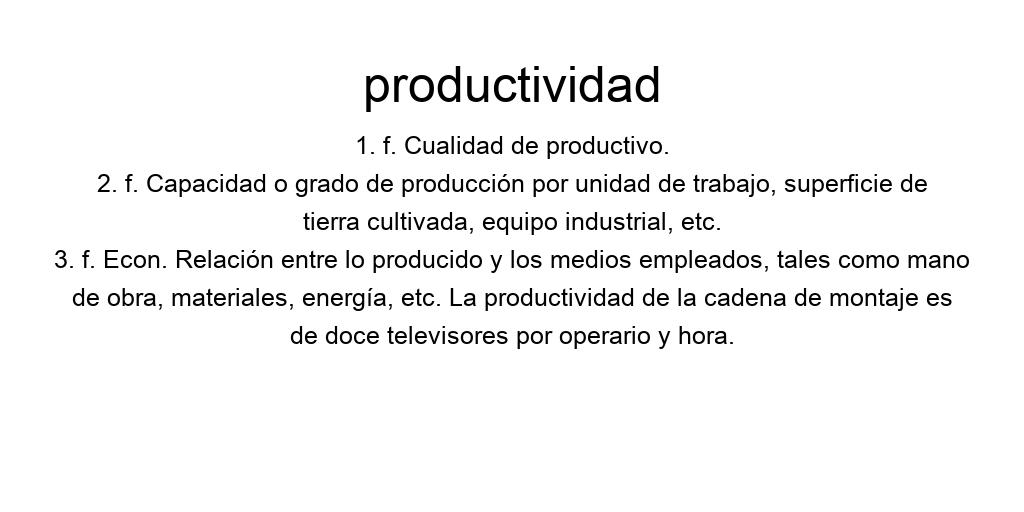 productividad
1. f. Cualidad de productivo.
2. f. Capacidad o grado de producción por unidad de trabajo, superficie de
tierra cultivada, equipo industrial, etc.
3. f. Econ. Relación entre lo producido y los medios empleados, tales como mano
de obra, materiales, energía, etc. La productividad de la cadena de montaje es
de doce televisores por operario y hora.